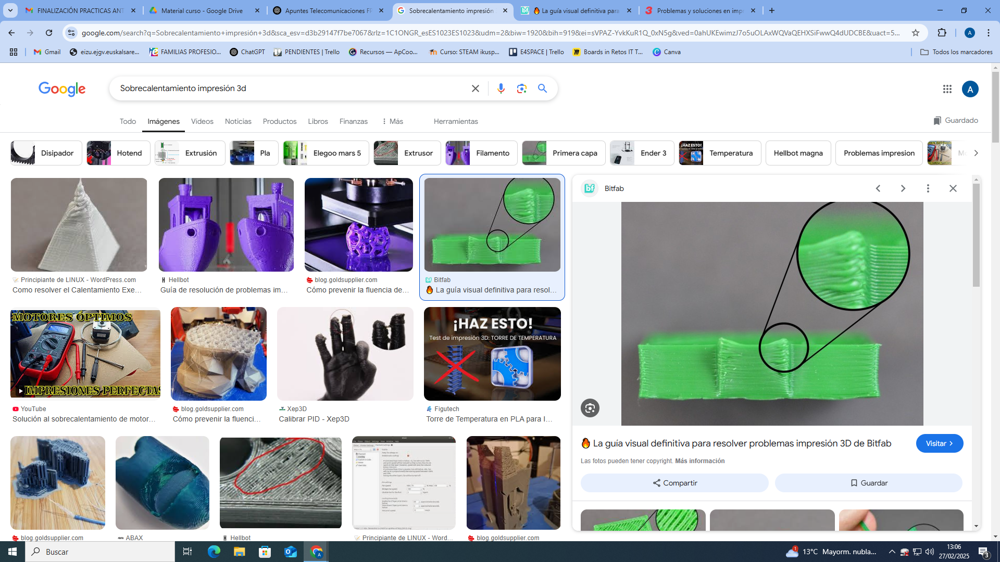 FINALIZACIÓN PRACTICAS ANT
Material curso - Google Drive
Apuntes Telecomunicaciones FP
Sobrecalentamiento impresión
La guía visual definitiva para
Problemas y soluciones en imp
google.com/search?q=Sobrecalentamiento+impresión+3d&sca_esv=d3b29147f7be7067&rlz=1C1ONGR_esES1023ES1023&udm=2&biw=1920&bih=919&ei=sVPAZ-YvkKuR1Q_0xN5g&ved=0ahUKEwimzJ7o5uOLAxWQVaQEHXSiFwwQ4dUDCBE&uact=5...
A
Gmail
eizu.ejgv.euskalsare...
FAMILIAS PROFESIO...
ChatGPT
PENDIENTES | Trello
Recursos — ApCoo...
Curso: STEAM ikusp...
E4SPACE | Trello
Boards in Retos IT T...
Canva
Todos los marcadores
Google
Sobrecalentamiento impresión 3d
A
Todo
Imágenes
Vídeos
Noticias
Productos
Libros
Finanzas
Más
Herramientas
Guardado
Disipador
Hotend
Extrusión
Pla
Elegoo mars 5
Extrusor
Filamento
Primera capa
Ender 3
Temperatura
Hellbot magna
Problemas impresion
Principiante de LINUX - WordPress.com
Como resolver el Calentamiento Exe...
Hellbot
Guía de resolución de problemas im...
blog.goldsupplier.com
Cómo prevenir la fluencia de...
Bitfab
La guía visual definitiva para resol...
bf
Bitfab
MOTORES ÓPTIMOS
IMPRESIONES PERFECTAS
YouTube
Solución al sobrecalentamiento de motor...
blog.goldsupplier.com
Cómo prevenir la fluenci...
Xep3D
Calibrar PID - Xep3D
¡HAZ ESTO!
Test de impresión 3D: TORRE DE TEMPERATURA
Figutech
Torre de Temperatura en PLA para I...
La guía visual definitiva para resolver problemas impresión 3D de Bitfab
Visitar
Las fotos pueden tener copyright. Más información
Compartir
Guardar
blog.goldsupplier.com
ABAX
Hellbot
Principiante de LINUX - Word...
blog.goldsupplier.com
Buscar
13°C Mayorm. nubla...
13:06
27/02/2025
3